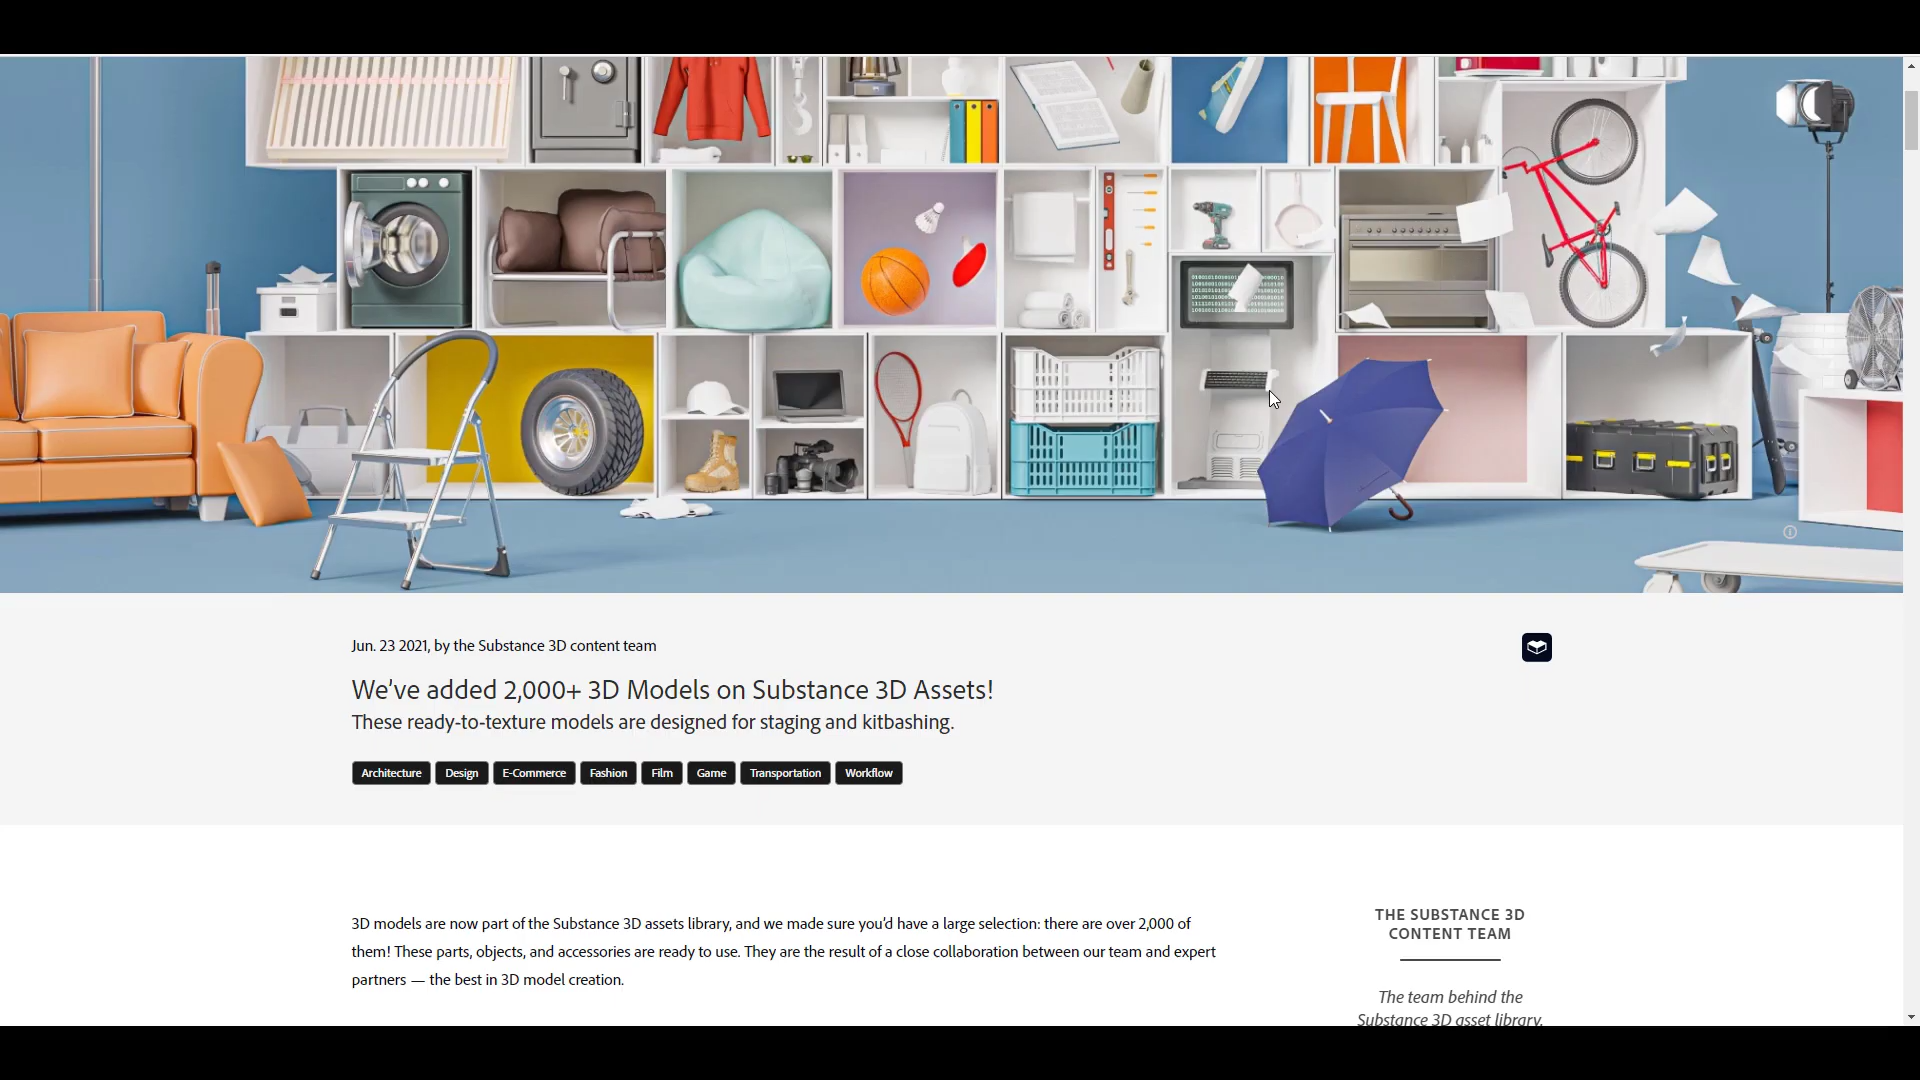 Jun. 23 2021, by the Substance 3D content team
We've added 2,000+ 3D Models on Substance 3D Assets!
These ready-to-texture models are designed for staging and kitbashing.
Architecture Design E-Commerce Fashion Film Game Transportation Workflow
3D models are now part of the Substance 3D assets library, and we made sure you'd have a large selection: there are over 2,000 of
them! These parts, objects, and accessories are ready to use. They are the result of a close collaboration between our team and expert
partners — the best in 3D model creation.
THE SUBSTANCE 3D
CONTENT TEAM
The team behind the
Substance 3D asset library.